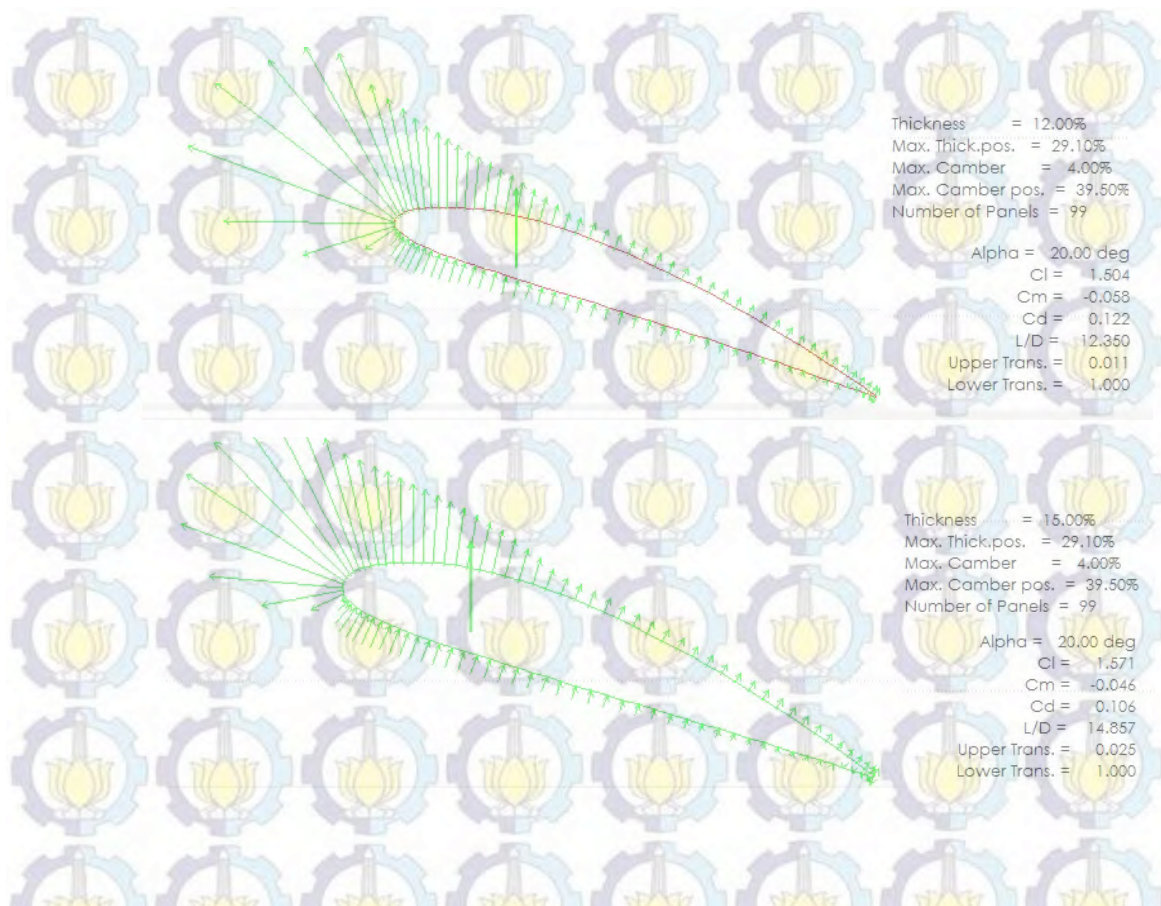 Thickness = 12.00%
Max. Thick.pos. = 29.10%
Max. Camber = 4.00%
Max. Camber pos. = 39.50%
Number of Panels = 99
Alpha = 20.00 deg
Cl = 1.504
Cm = -0.058
Cd = 0.122
L/D = 12.350
Upper Trans. = 0.011
Lower Trans. = 1.000
Thickness = 15.00%
Max. Thick.pos. = 29.10%
Max. Camber = 4.00%
Max. Camber pos. = 39.50%
Number of Panels = 99
Alpha = 20.00 deg
Cl = 1.571
Cm = -0.046
Cd = 0.106
L/D = 14.857
Upper Trans. = 0.025
Lower Trans. = 1.000